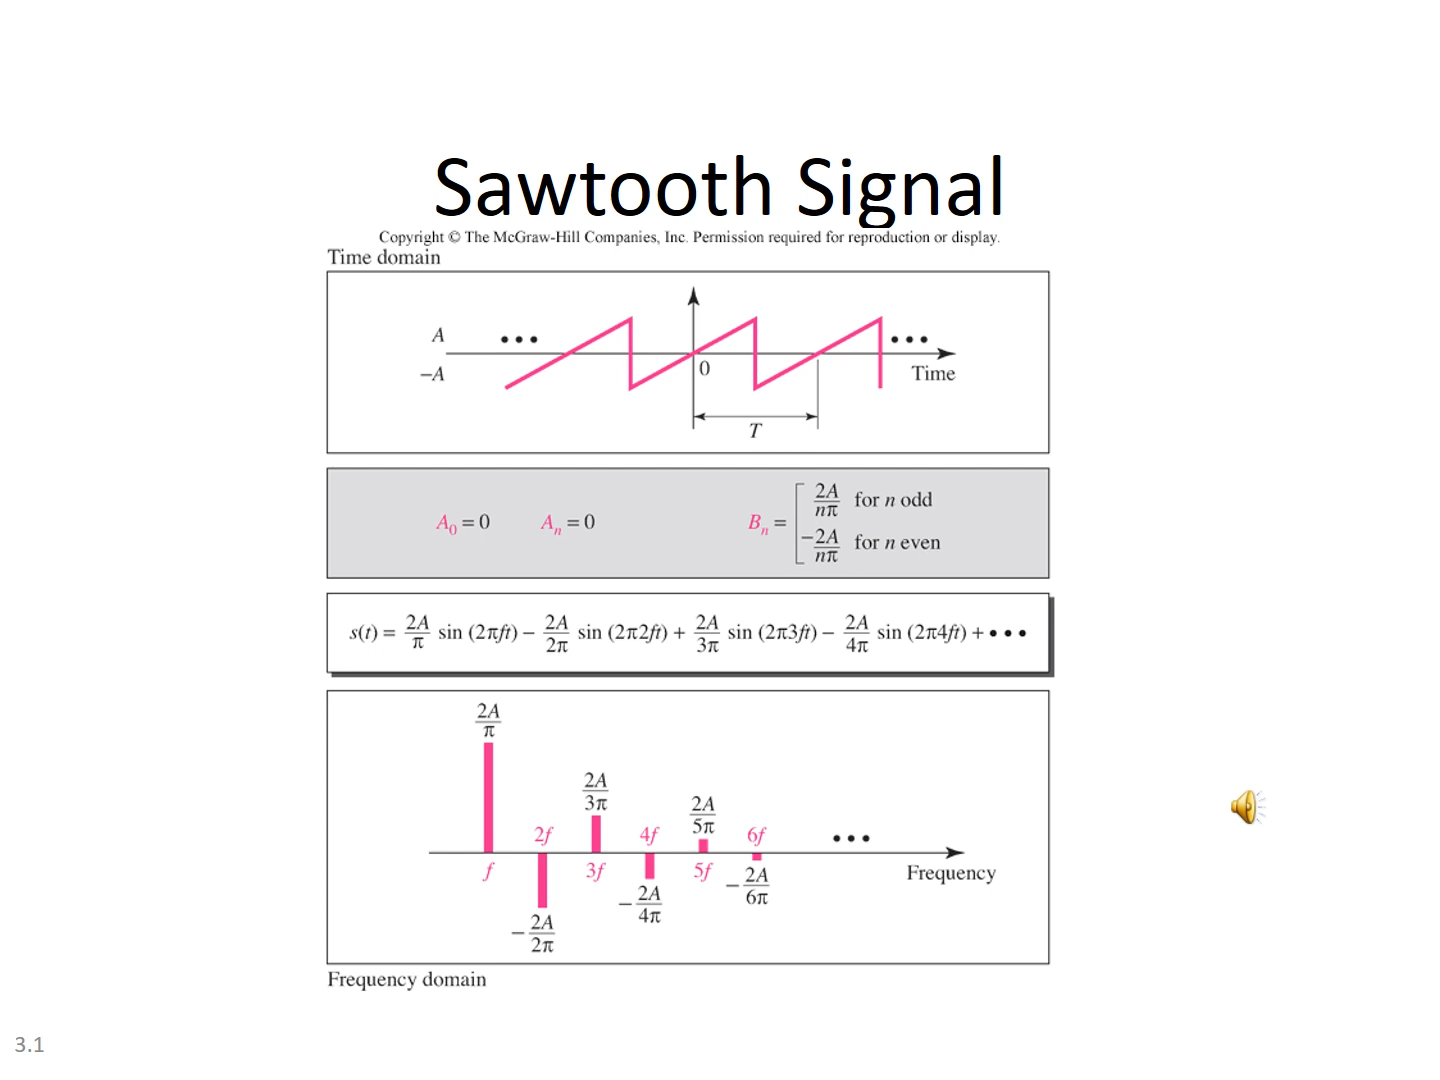 Sawtooth Signal
Copyright © The McGraw-Hill Companies, Inc. Permission required for reproduction or display.
Time domain
A
−A
0
Time
T
A₀ = 0 Aₙ = 0 Bₙ = [ 2A/nπ for n odd
−2A/nπ for n even
s(t) = 2A/π sin (2πft) − 2A/2π sin (2π2ft) + 2A/3π sin (2π3ft) − 2A/4π sin (2π4ft) + •••
2A/π
2A/3π
2A/5π
2f 4f 6f
f 3f 5f
Frequency
−2A/2π
−2A/4π
−2A/6π
Frequency domain
3.1